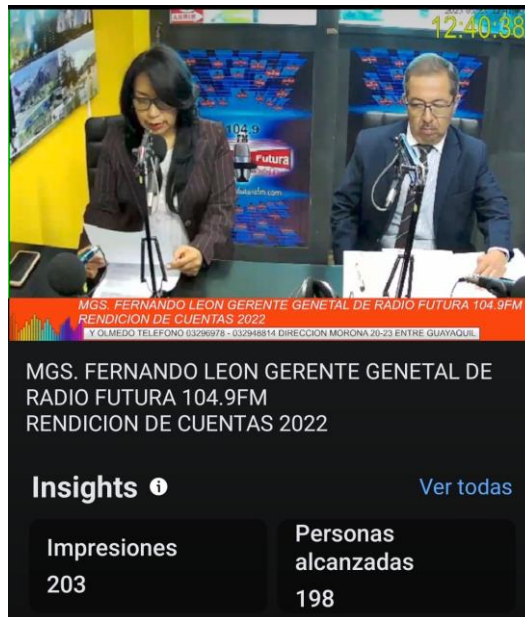 12:40:38
104.9
FM
Futura
MGS. FERNANDO LEON GERENTE GENETAL DE RADIO FUTURA 104.9FM
RENDICION DE CUENTAS 2022
Y OLMEDO TELEFONO 03296978 - 032948814 DIRECCION MORONA 20-23 ENTRE GUAYAQUIL
MGS. FERNANDO LEON GERENTE GENETAL DE
RADIO FUTURA 104.9FM
RENDICION DE CUENTAS 2022
Insights
Ver todas
Impresiones
203
Personas
alcanzadas
198